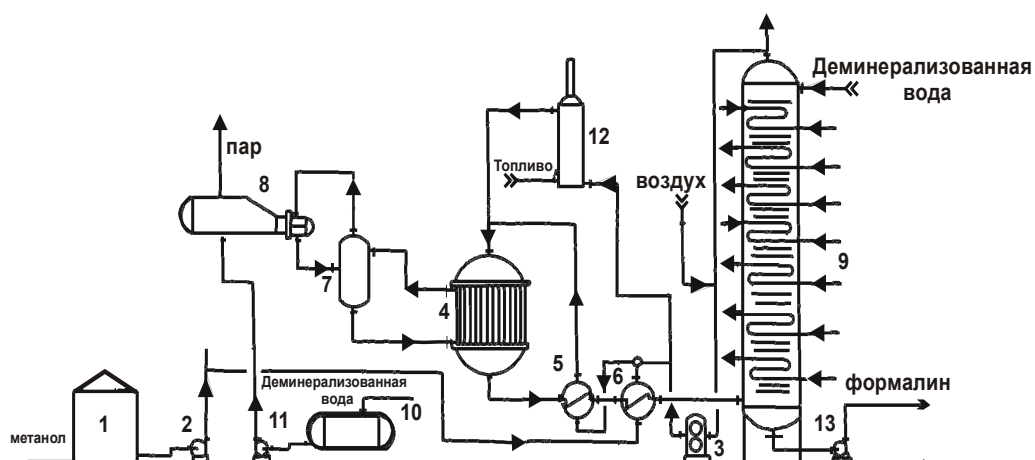 Деминерализованная
вода
12
пар
Топливо
8
воздух
9
7
4
5
6
Деминерализованная
вода
10
формалин
метанол
1
2
11
3
13